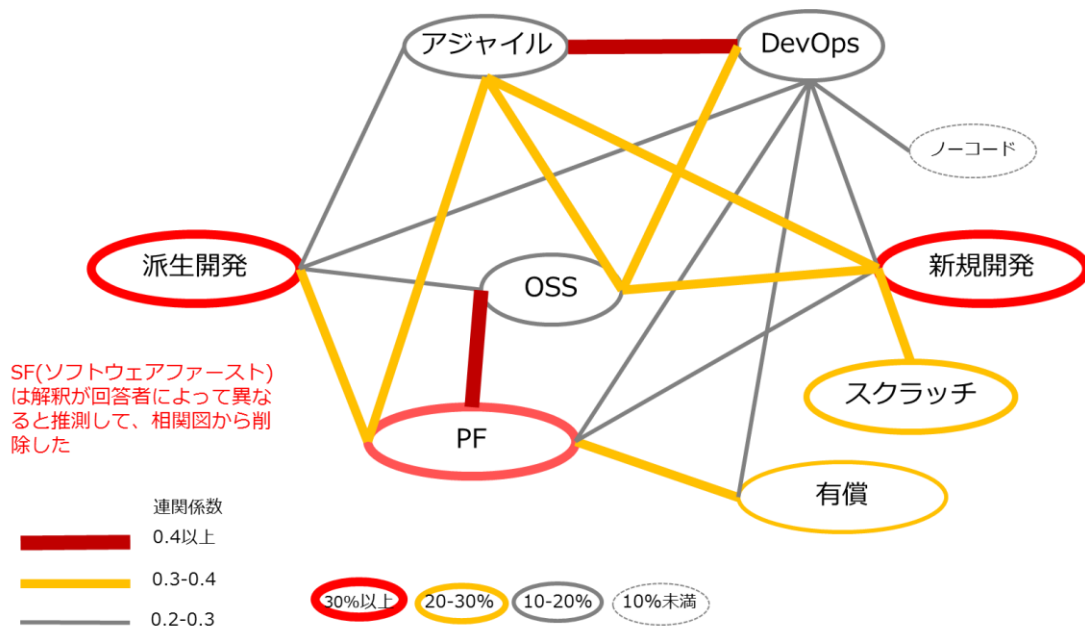 アジャイル
DevOps
ノーコード
派生開発
OSS
新規開発
SF(ソフトウェアファースト)
は解釈が回答者によって異な
ると推測して、相関図から削
除した
スクラッチ
PF
有償
連関係数
0.4以上
0.3-0.4
0.2-0.3
30%以上
20-30%
10-20%
10%未満